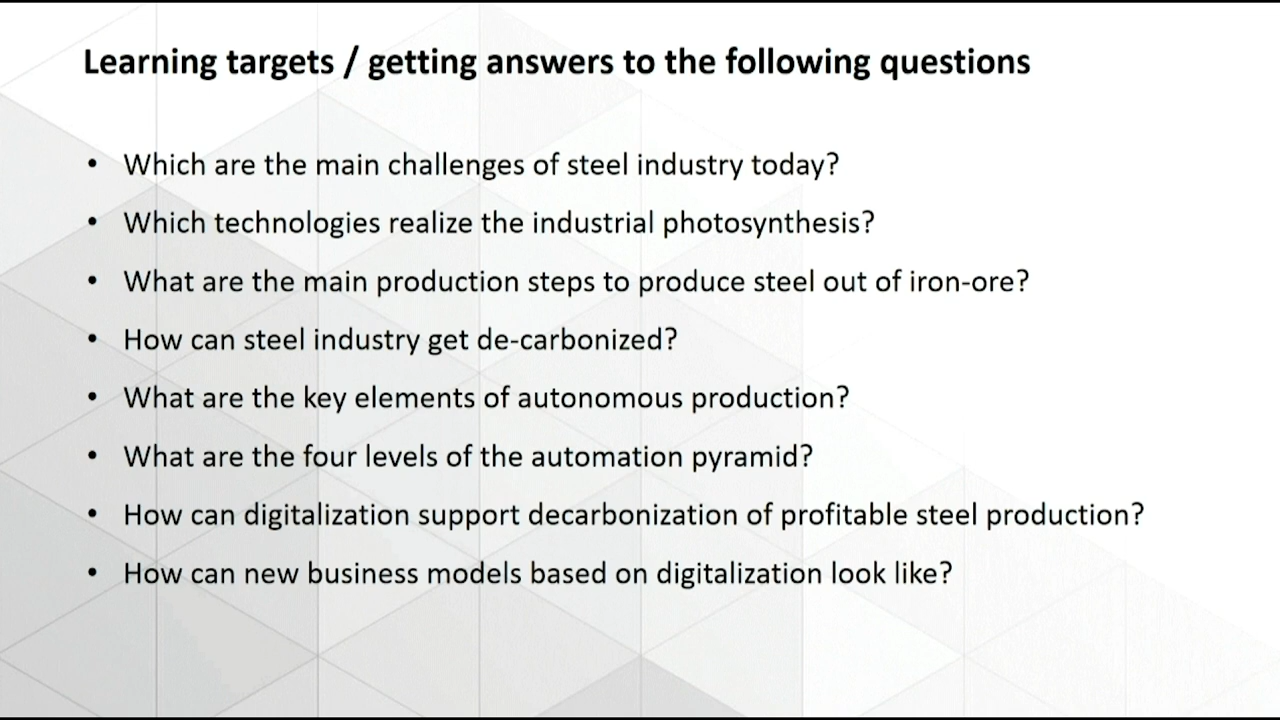 Learning targets / getting answers to the following questions
• Which are the main challenges of steel industry today?
• Which technologies realize the industrial photosynthesis?
• What are the main production steps to produce steel out of iron-ore?
• How can steel industry get de-carbonized?
• What are the key elements of autonomous production?
• What are the four levels of the automation pyramid?
• How can digitalization support decarbonization of profitable steel production?
• How can new business models based on digitalization look like?